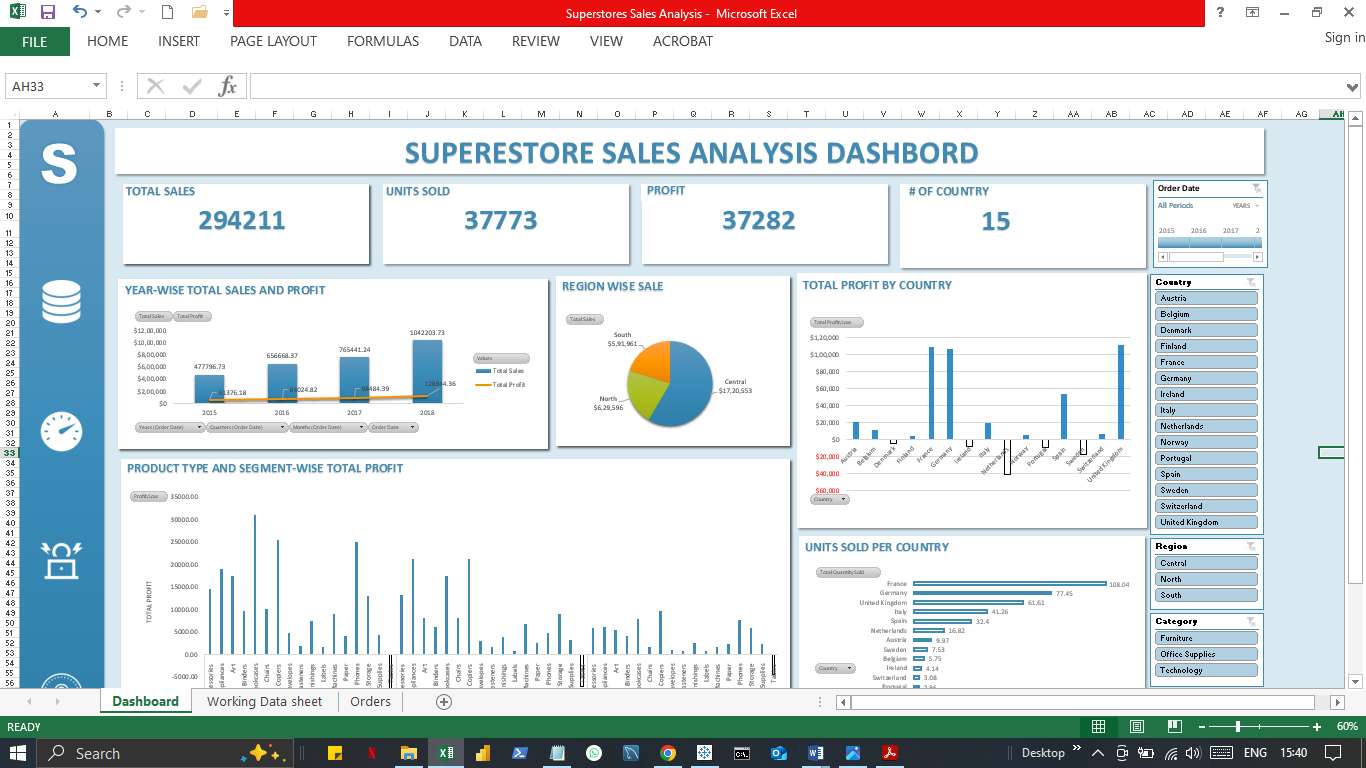 Superstores Sales Analysis - Microsoft Excel
?
FILE HOME INSERT PAGE LAYOUT FORMULAS DATA REVIEW VIEW ACROBAT Sign in
AH33 fx
A B C D E F G H I J K L M N O P Q R S T U V W X Y Z AA AB AC AD AE AF AG AH
S
SUPERESTORE SALES ANALYSIS DASHBORD
TOTAL SALES
294211
UNITS SOLD
37773
PROFIT
37282
# OF COUNTRY
15
Order Date
All Periods YEARS
2015 2016 2017 2
YEAR-WISE TOTAL SALES AND PROFIT
Total Sales Total Profit
$12,00,000
$10,00,000
$8,00,000
$6,00,000
$4,00,000
$2,00,000
$0
477796.73
656668.37
765441.24
1042203.73
2015 2016 2017 2018
Values
Total Sales
Total Profit
Years (Order Date) Quarters (Order Date) Months (Order Date) Order Date
REGION WISE SALE
Total Sales
South
$5,91,961
North
$6,29,596
Central
$17,20,553
TOTAL PROFIT BY COUNTRY
Total Profit/Loss
$1,20,000
$1,00,000
$80,000
$60,000
$40,000
$20,000
$0
$20,000
$40,000
$60,000
Austria
Belgium
Denmark
Finland
France
Germany
Ireland
Italy
Netherlands
Norway
Portugal
Spain
Sweden
Switzerland
United Kingdom
Country
Country
Austria
Belgium
Denmark
Finland
France
Germany
Ireland
Italy
Netherlands
Norway
Portugal
Spain
Sweden
Switzerland
United Kingdom
PRODUCT TYPE AND SEGMENT-WISE TOTAL PROFIT
Profit/Loss
35000.00
30000.00
25000.00
20000.00
15000.00
10000.00
5000.00
0.00
-5000.00
TOTAL PROFIT
UNITS SOLD PER COUNTRY
Total Quantity Sold
France 108.04
Germany 77.45
United Kingdom 61.61
Italy 41.26
Spain 32.4
Netherlands 16.82
Austria 9.97
Sweden 7.53
Belgium 5.75
Ireland 4.14
Switzerland 3.08
Country
Region
Central
North
South
Category
Furniture
Office Supplies
Technology
Dashboard Working Data sheet Orders
READY 60%
Search Desktop ENG 15:40